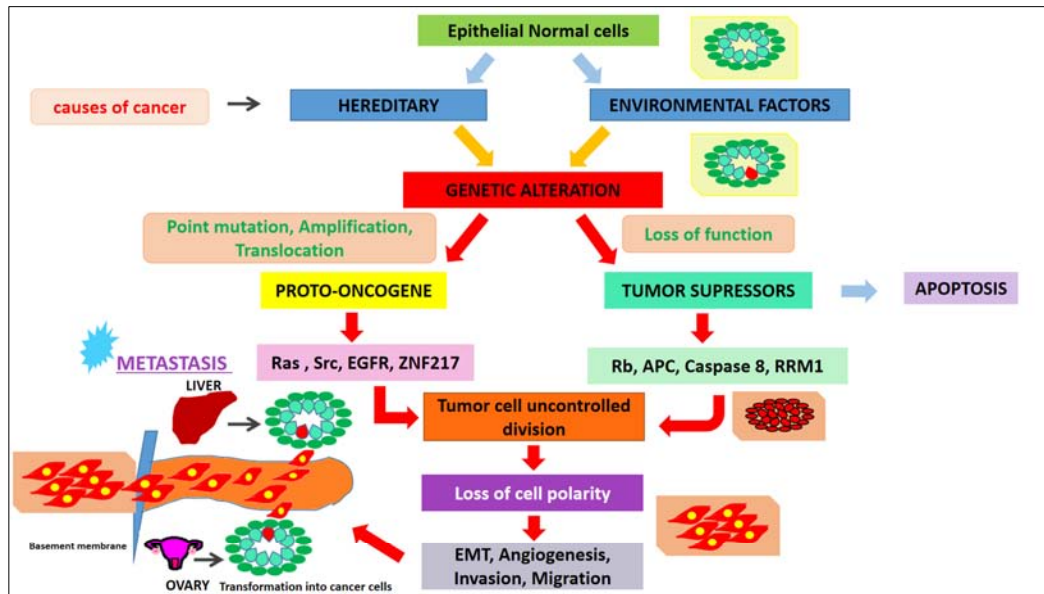 Epithelial Normal cells
causes of cancer
HEREDITARY
ENVIRONMENTAL FACTORS
GENETIC ALTERATION
Point mutation, Amplification,
Translocation
Loss of function
PROTO-ONCOGENE
TUMOR SUPRESSORS
APOPTOSIS
METASTASIS
Ras , Src, EGFR, ZNF217
Rb, APC, Caspase 8, RRM1
LIVER
Tumor cell uncontrolled
division
Loss of cell polarity
Basement membrane
EMT, Angiogenesis,
Invasion, Migration
OVARY
Transformation into cancer cells